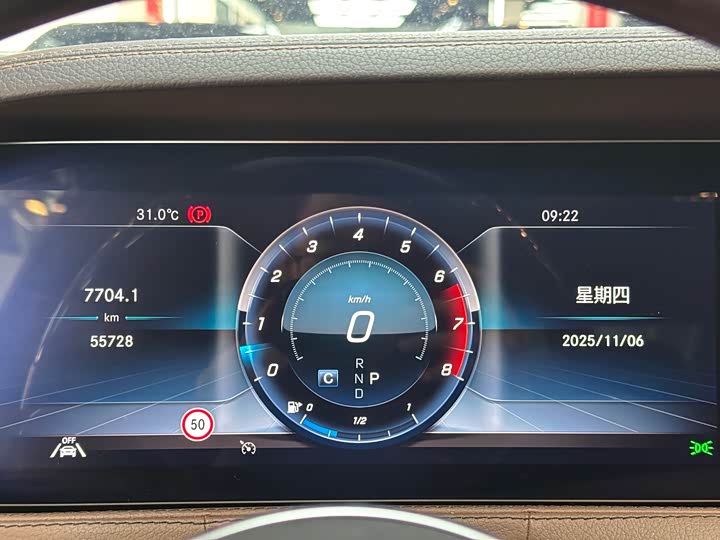 31.0℃ P
09:22
7704.1
km
55728
星期四
2025/11/06
0 1 2 3 4 5 6 7 8
km/h
0
C
R
N P
D
0 1/2 1
50
OFF